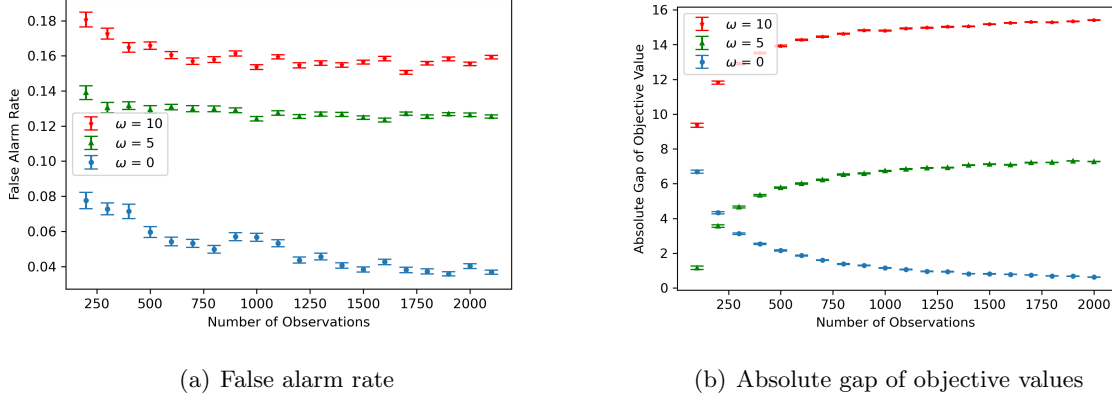 0.18
0.16
0.14
0.12
0.10
0.08
0.06
0.04
False Alarm Rate
ω = 10
ω = 5
ω = 0
250 500 750 1000 1250 1500 1750 2000
Number of Observations
(a) False alarm rate
16
14
12
10
8
6
4
2
0
Absolute Gap of Objective Value
ω = 10
ω = 5
ω = 0
250 500 750 1000 1250 1500 1750 2000
Number of Observations
(b) Absolute gap of objective values